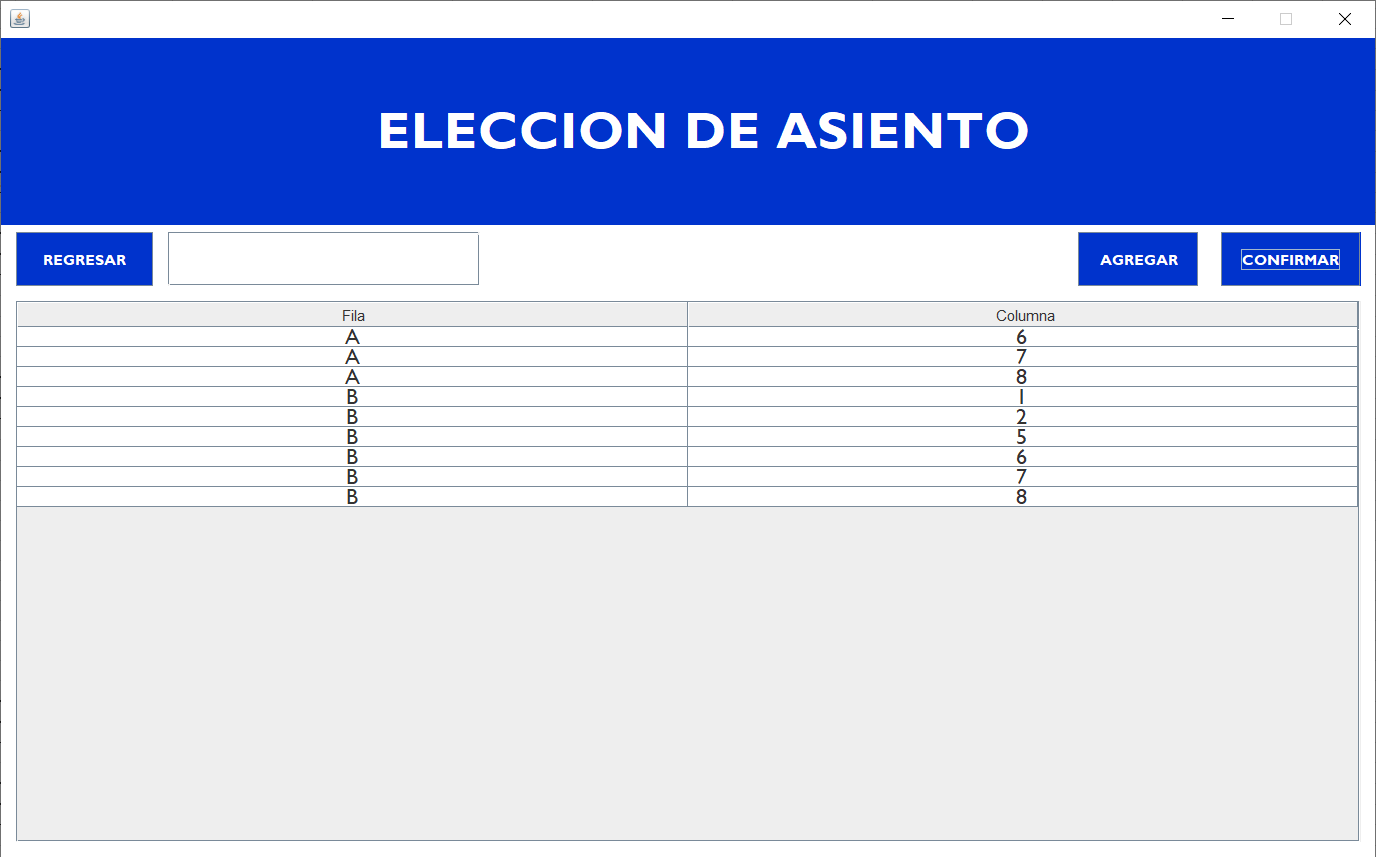 ELECCION DE ASIENTO
REGRESAR AGREGAR CONFIRMAR
Fila Columna
A 6
A 7
A 8
B 1
B 2
B 5
B 6
B 7
B 8